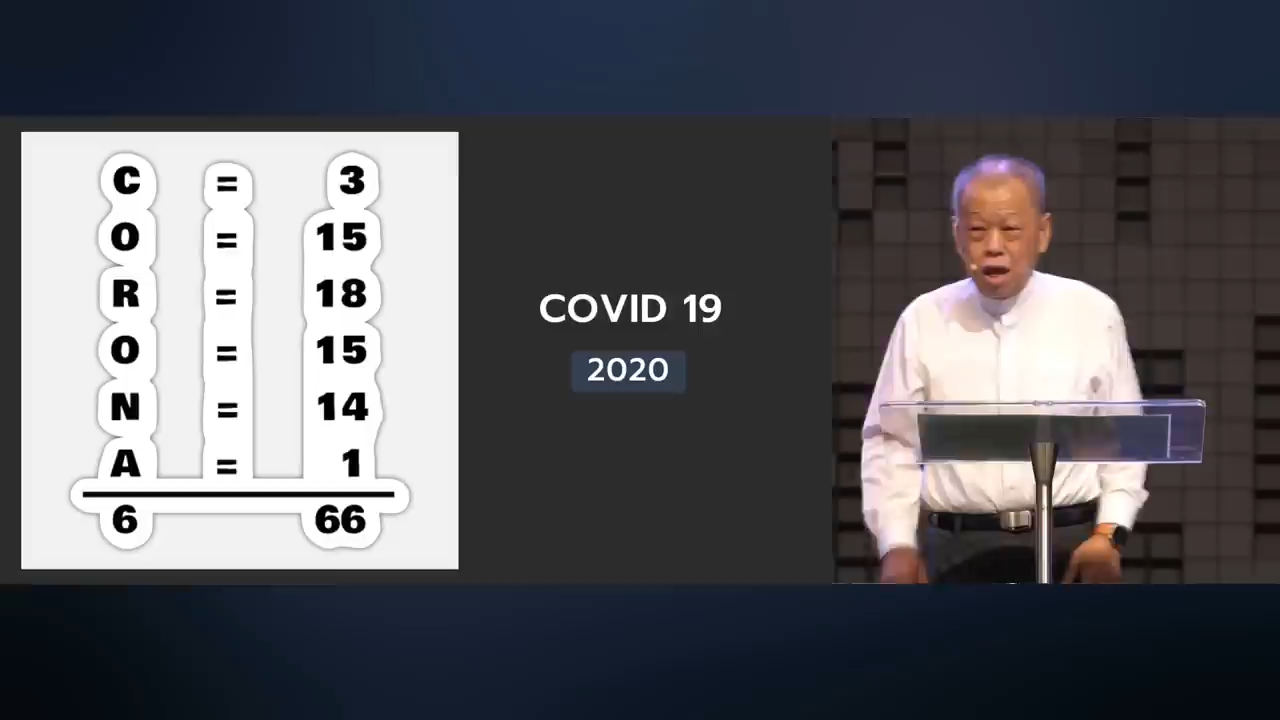 C = 3
O = 15
R = 18
O = 15
N = 14
A = 1
6 66
COVID 19
2020